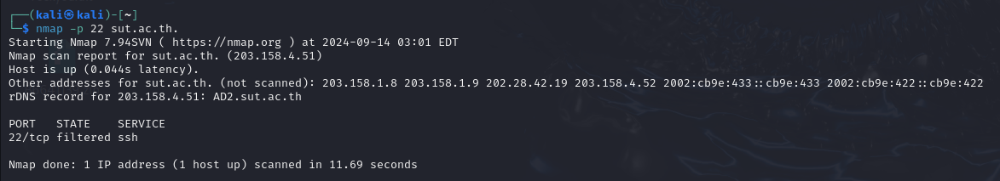 ┌──(kali㉿kali)-[~]
└─$ nmap -p 22 sut.ac.th.
Starting Nmap 7.94SVN ( https://nmap.org ) at 2024-09-14 03:01 EDT
Nmap scan report for sut.ac.th. (203.158.4.51)
Host is up (0.044s latency).
Other addresses for sut.ac.th. (not scanned): 203.158.1.8 203.158.1.9 202.28.42.19 203.158.4.52 2002:cb9e:433::cb9e:433 2002:cb9e:422::cb9e:422
rDNS record for 203.158.4.51: AD2.sut.ac.th
PORT   STATE    SERVICE
22/tcp filtered ssh
Nmap done: 1 IP address (1 host up) scanned in 11.69 seconds